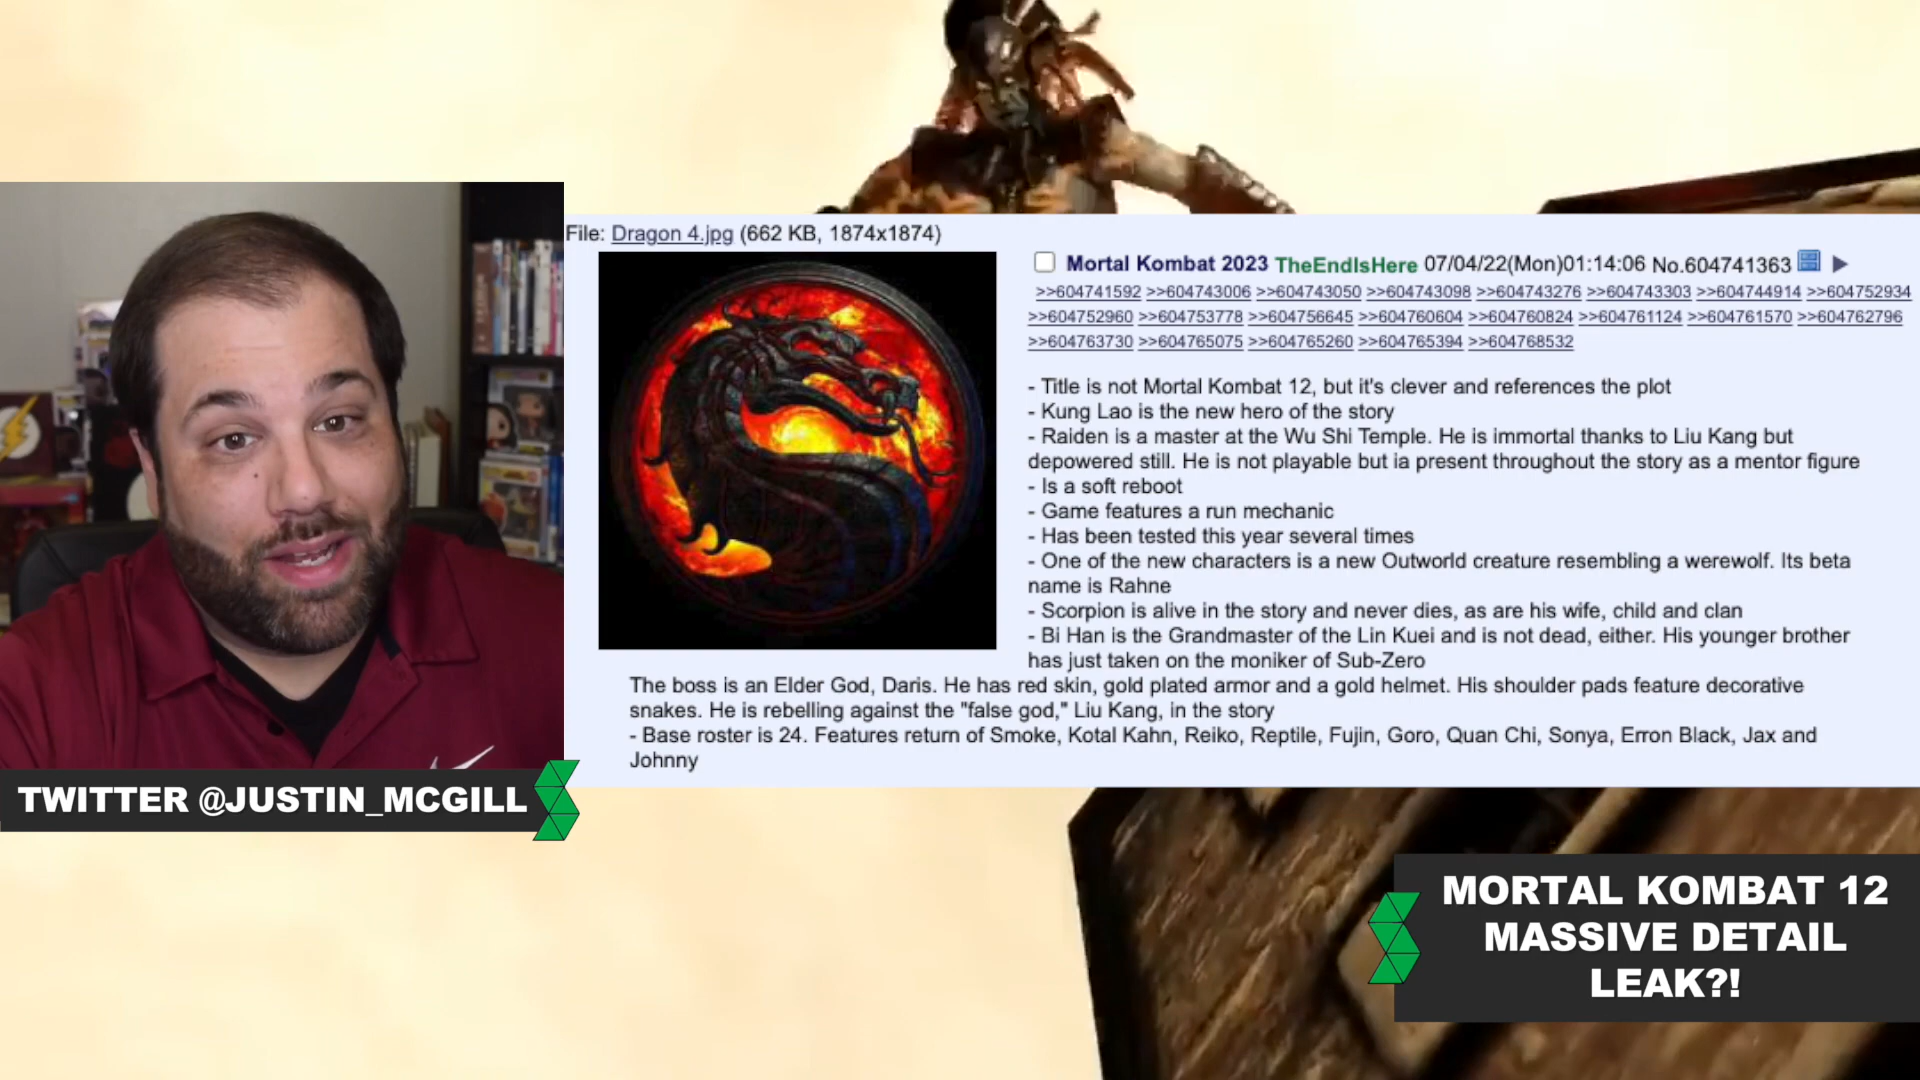 File: Dragon 4.jpg (662 KB, 1874x1874)
Mortal Kombat 2023 TheEndIsHere 07/04/22(Mon)01:14:06 No.604741363
>>604741592 >>604743006 >>604743050 >>604743098 >>604743276 >>604743303 >>604744914 >>604752934
>>604752960 >>604753778 >>604756645 >>604760604 >>604760824 >>604761124 >>604761570 >>604762796
>>604763730 >>604765075 >>604765260 >>604765394 >>604768532
- Title is not Mortal Kombat 12, but it's clever and references the plot
- Kung Lao is the new hero of the story
- Raiden is a master at the Wu Shi Temple. He is immortal thanks to Liu Kang but
depowered still. He is not playable but ia present throughout the story as a mentor figure
- Is a soft reboot
- Game features a run mechanic
- Has been tested this year several times
- One of the new characters is a new Outworld creature resembling a werewolf. Its beta
name is Rahne
- Scorpion is alive in the story and never dies, as are his wife, child and clan
- Bi Han is the Grandmaster of the Lin Kuei and is not dead, either. His younger brother
has just taken on the moniker of Sub-Zero
The boss is an Elder God, Daris. He has red skin, gold plated armor and a gold helmet. His shoulder pads feature decorative
snakes. He is rebelling against the "false god," Liu Kang, in the story
- Base roster is 24. Features return of Smoke, Kotal Kahn, Reiko, Reptile, Fujin, Goro, Quan Chi, Sonya, Erron Black, Jax and
Johnny
TWITTER @JUSTIN_MCGILL
MORTAL KOMBAT 12
MASSIVE DETAIL
LEAK?!